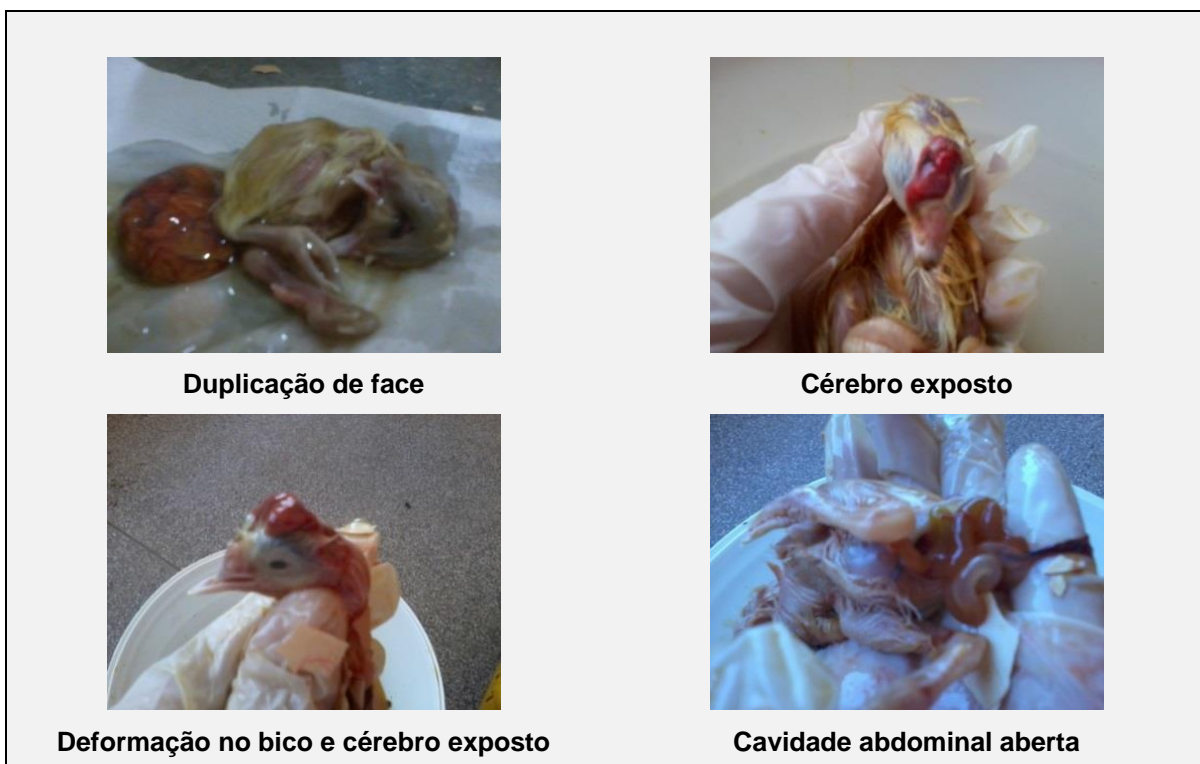 Duplicação de face
Cérebro exposto
Deformação no bico e cérebro exposto
Cavidade abdominal aberta